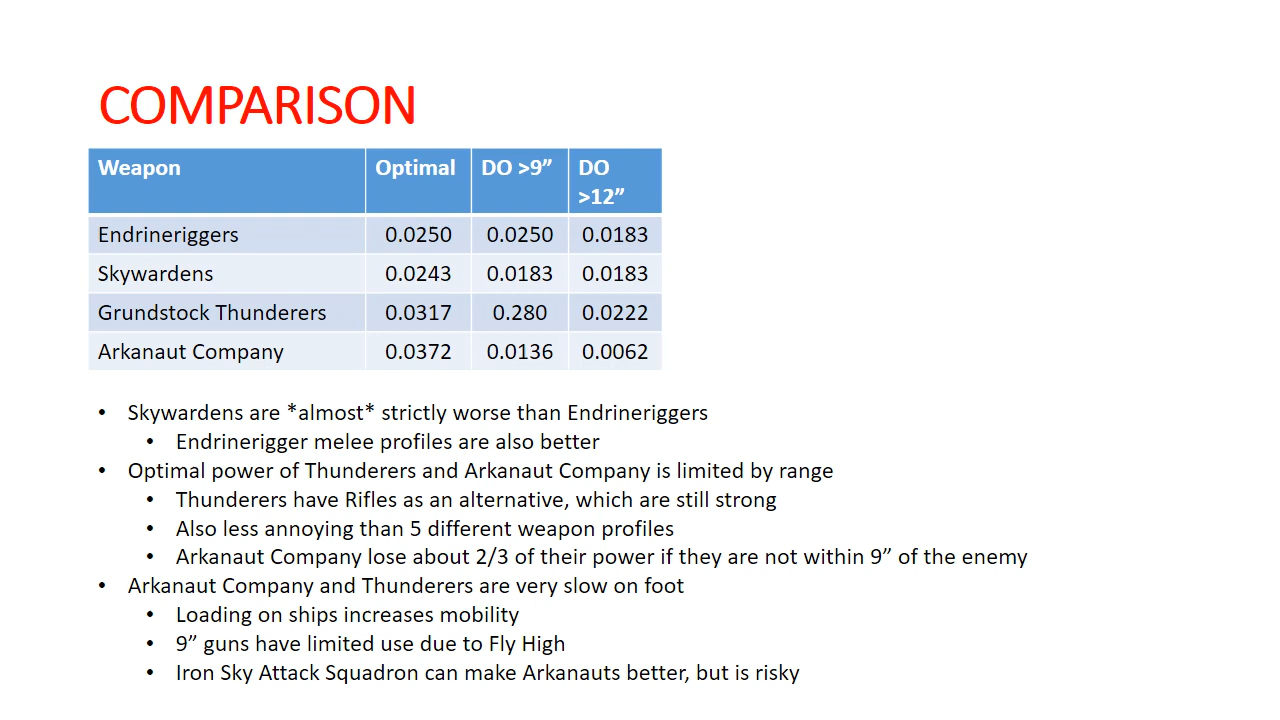 COMPARISON
Weapon Optimal DO >9” DO >12”
Endrineriggers 0.0250 0.0250 0.0183
Skywardens 0.0243 0.0183 0.0183
Grundstock Thunderers 0.0317 0.280 0.0222
Arkanaut Company 0.0372 0.0136 0.0062
• Skywardens are *almost* strictly worse than Endrineriggers
• Endrinerigger melee profiles are also better
• Optimal power of Thunderers and Arkanaut Company is limited by range
• Thunderers have Rifles as an alternative, which are still strong
• Also less annoying than 5 different weapon profiles
• Arkanaut Company lose about 2/3 of their power if they are not within 9” of the enemy
• Arkanaut Company and Thunderers are very slow on foot
• Loading on ships increases mobility
• 9” guns have limited use due to Fly High
• Iron Sky Attack Squadron can make Arkanauts better, but is risky